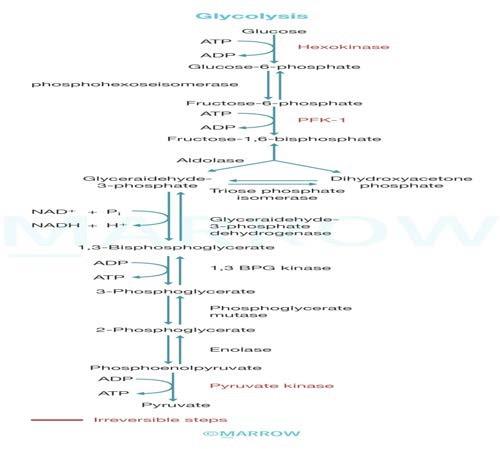 Glycolysis
Glucose
ATP
ADP
Hexokinase
Glucose-6-phosphate
phosphohexoseisomerase
Fructose-6-phosphate
ATP
ADP
PFK-1
Fructose-1,6-bisphosphate
Aldolase
Glyceraidehyde-
3-phosphate
Dihydroxyacetone
phosphate
Triose phosphate
isomerase
NAD⁺ + Pᵢ
NADH + H⁺
Glyceraidehyde-
3-phosphate
dehydrogenase
1,3-Bisphosphoglycerate
ADP
ATP
1,3 BPG kinase
3-Phosphoglycerate
Phosphoglycerate
mutase
2-Phosphoglycerate
Enolase
Phosphoenolpyruvate
ADP
ATP
Pyruvate kinase
Pyruvate
Irreversible steps
©MARROW
MARROW